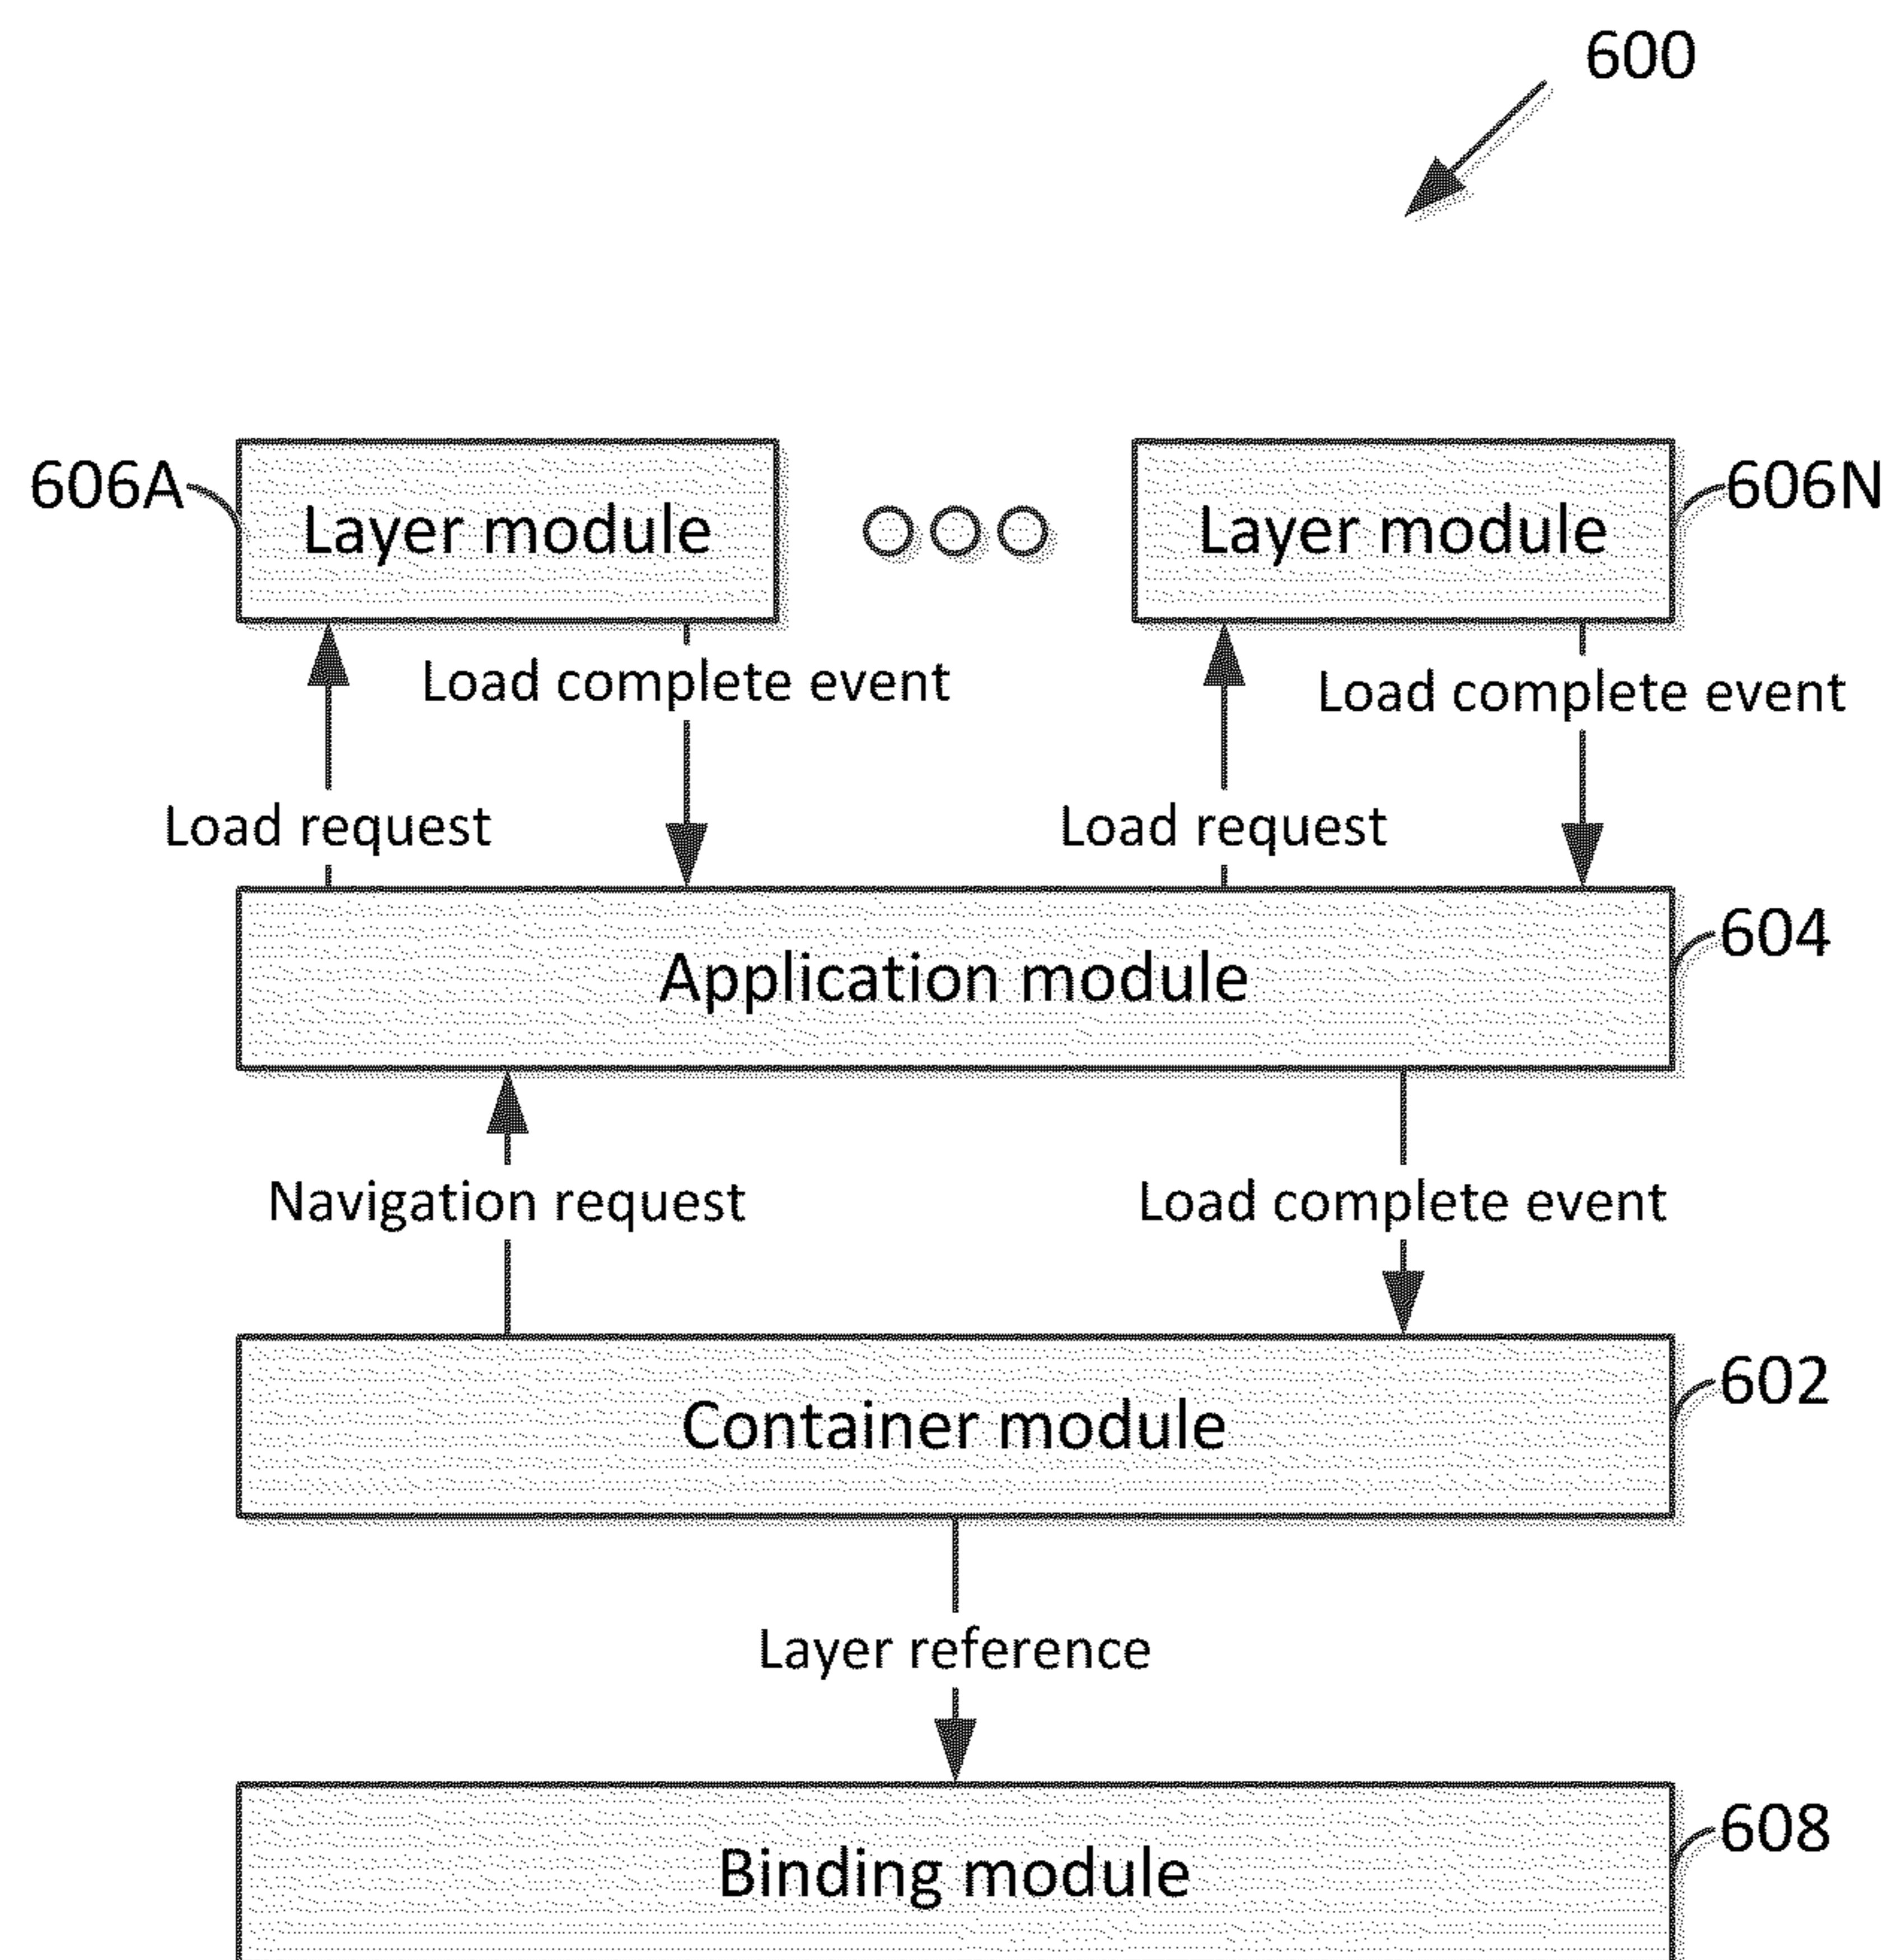 600
606A
Layer module
Layer module
606N
Load complete event
Load complete event
Load request
Load request
Application module
604
Navigation request
Load complete event
Container module
602
Layer reference
Binding module
608